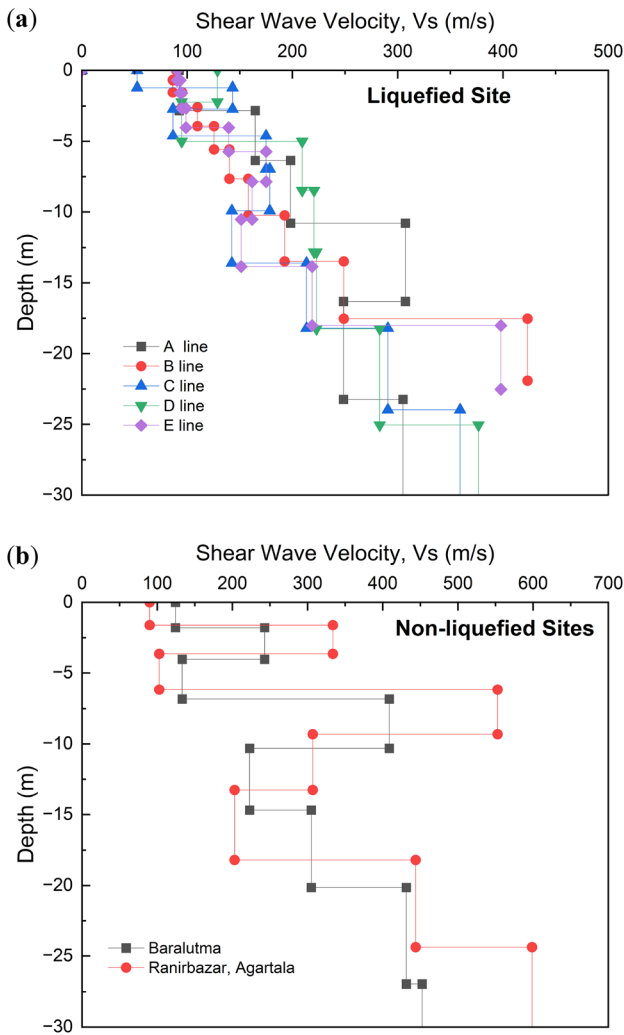 (a)
Shear Wave Velocity, Vs (m/s)
0 100 200 300 400 500
Liquefied Site
0
−5
−10
−15
−20
−25
−30
Depth (m)
A line
B line
C line
D line
E line
(b)
Shear Wave Velocity, Vs (m/s)
0 100 200 300 400 500 600 700
Non-liquefied Sites
0
−5
−10
−15
−20
−25
−30
Depth (m)
Baralutma
Ranirbazar, Agartala